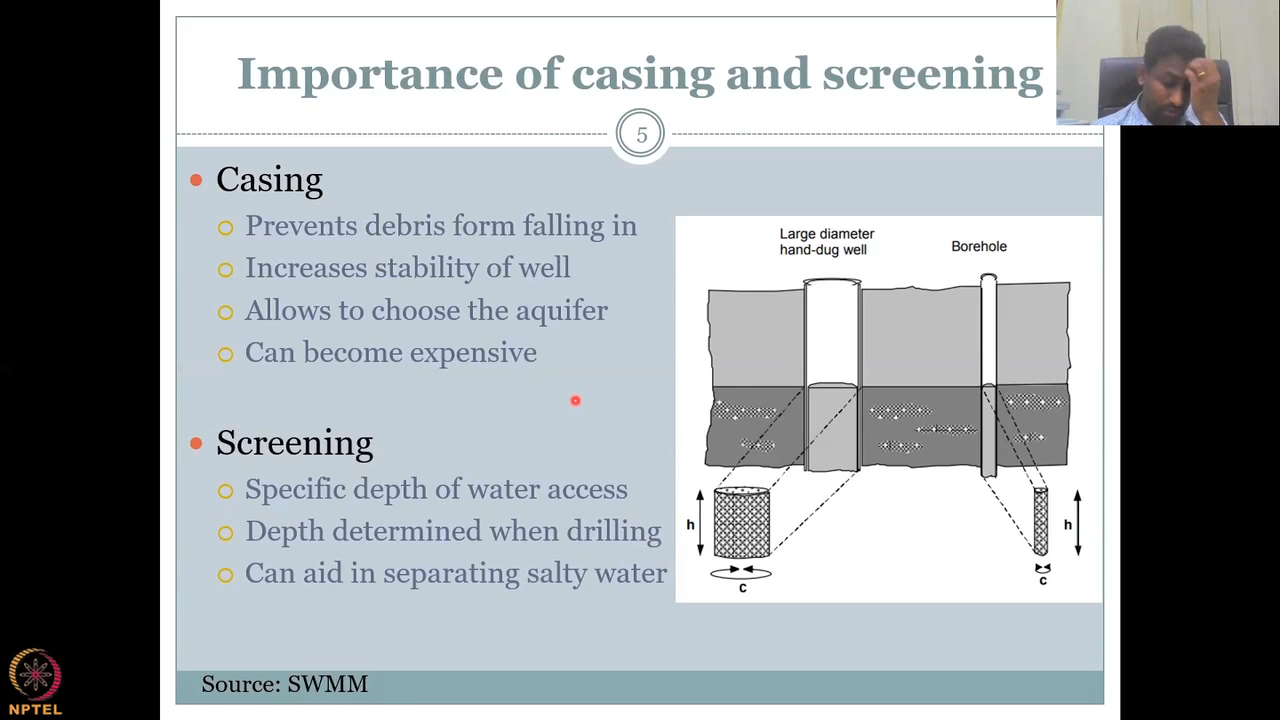 Importance of casing and screening
5
Casing
Prevents debris form falling in
Increases stability of well
Allows to choose the aquifer
Can become expensive
Screening
Specific depth of water access
Depth determined when drilling
Can aid in separating salty water
Large diameter
hand-dug well
Borehole
h
c
h
c
Source: SWMM
NPTEL